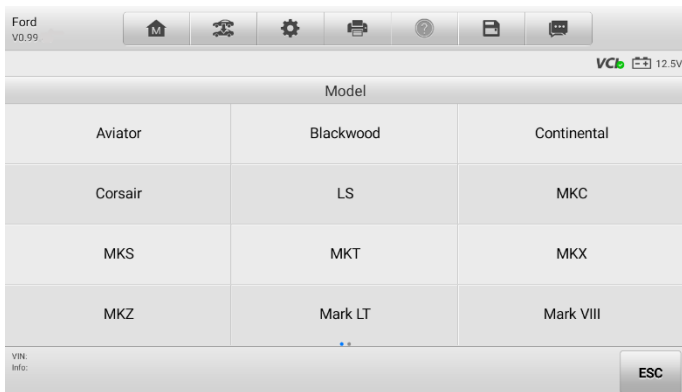 Ford
V0.99
M
?
VCI 12.5V
Model
Aviator Blackwood Continental
Corsair LS MKC
MKS MKT MKX
MKZ Mark LT Mark VIII
VIN:
Info:
ESC